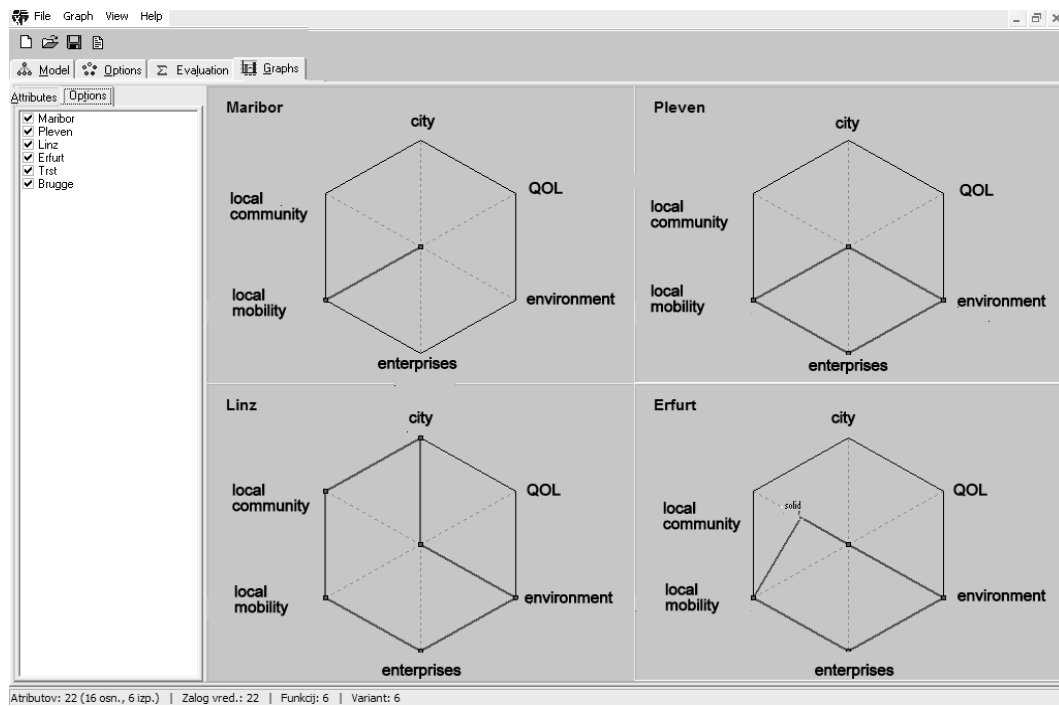 File Graph View Help
Model Options Σ Evaluation Graphs
Attributes Options
Maribor
Pleven
Linz
Erfurt
Trst
Brugge
Maribor
city
QOL
local
community
local
mobility
environment
enterprises
Pleven
city
QOL
local
community
local
mobility
environment
enterprises
Linz
city
QOL
local
community
local
mobility
environment
enterprises
Erfurt
city
QOL
local
community
solid
local
mobility
environment
enterprises
Atributov: 22 (16 osn., 6 izp.) | Zalog vred.: 22 | Funkcij: 6 | Variant: 6